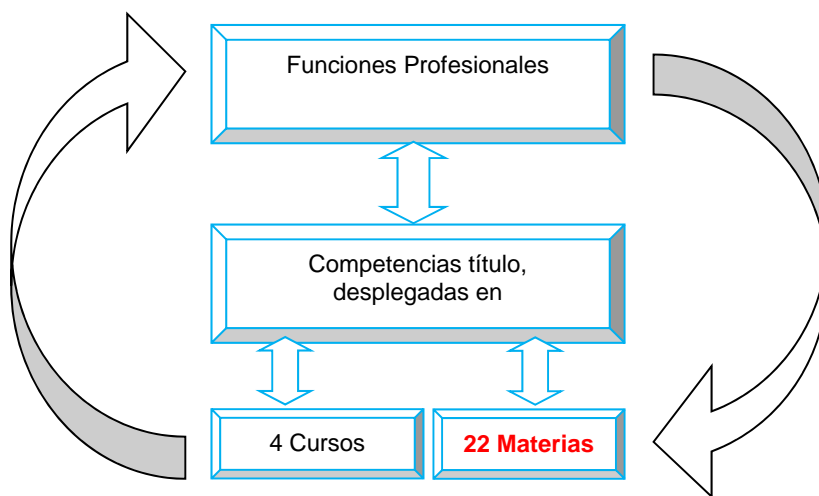 Funciones Profesionales
Competencias título,
desplegadas en
4 Cursos
22 Materias